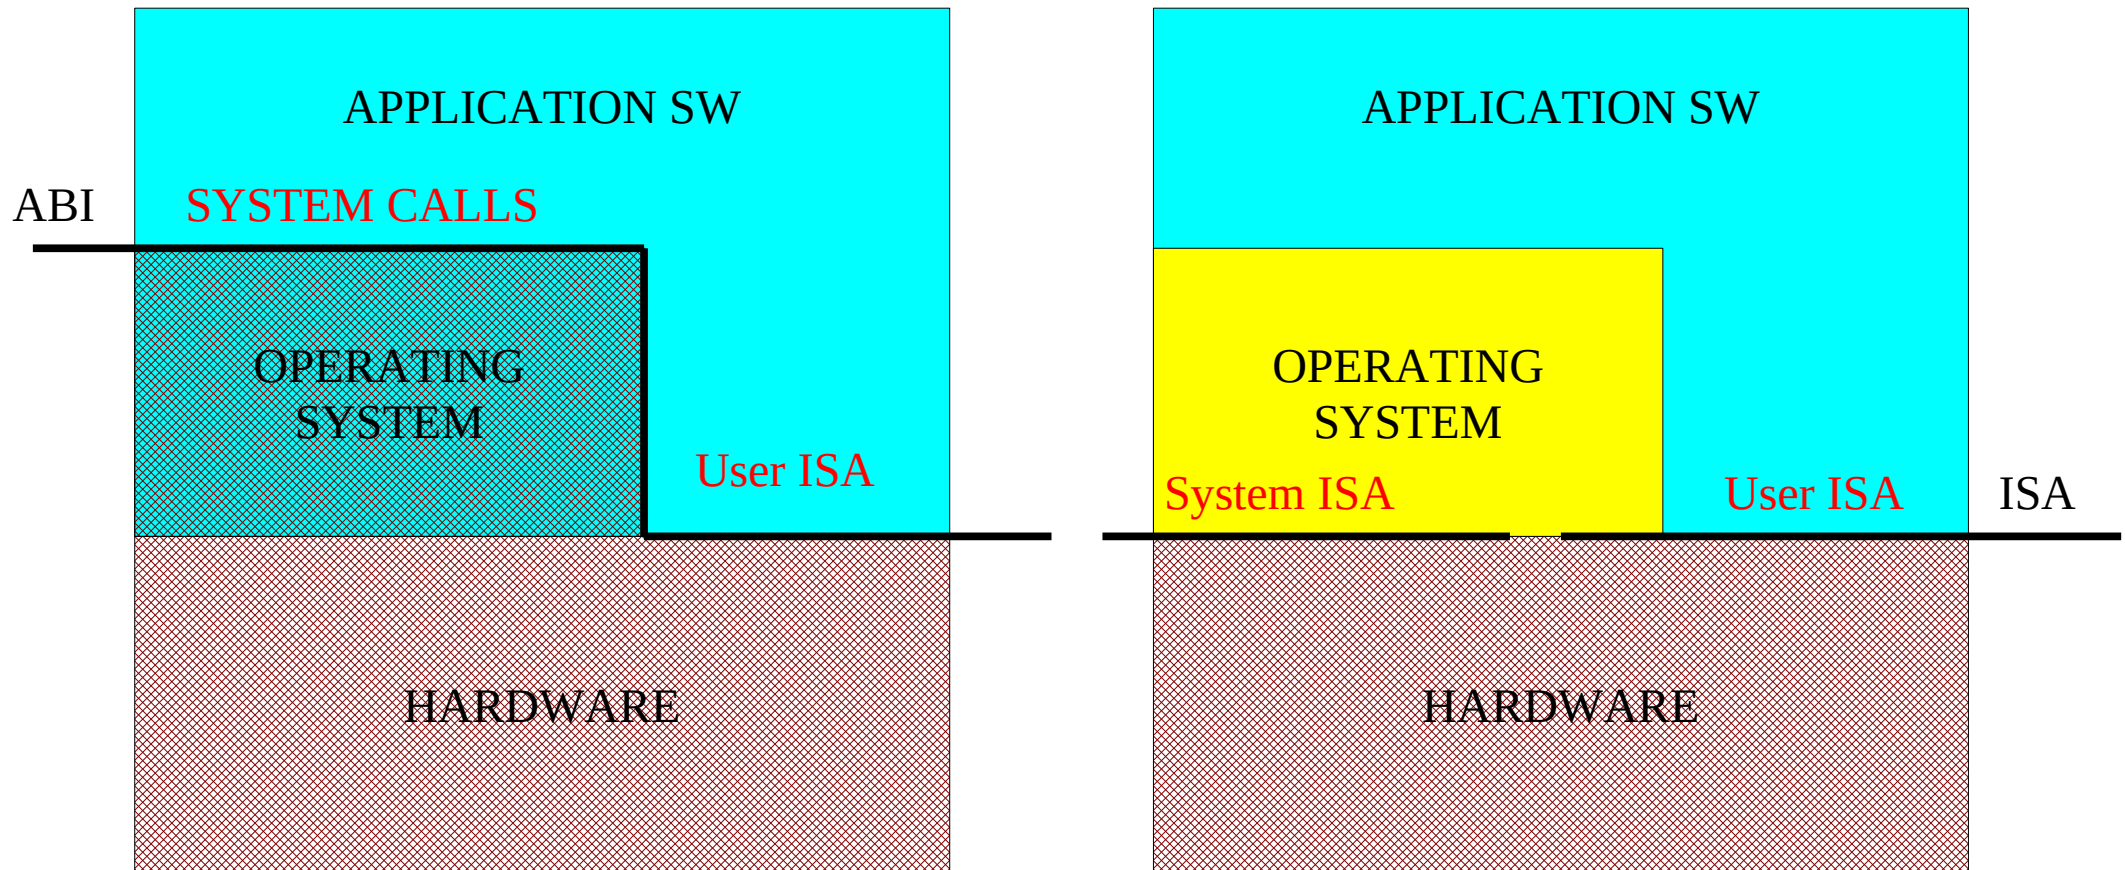 APPLICATION SW
ABI
SYSTEM CALLS
OPERATING
SYSTEM
User ISA
HARDWARE
APPLICATION SW
OPERATING
SYSTEM
System ISA
User ISA
ISA
HARDWARE